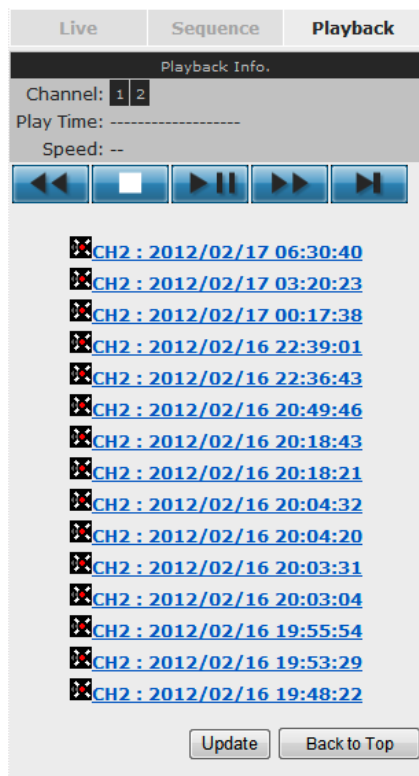 Live Sequence Playback
Playback Info.
Channel: 1 2
Play Time: -------------------
Speed: --
CH2 : 2012/02/17 06:30:40
CH2 : 2012/02/17 03:20:23
CH2 : 2012/02/17 00:17:38
CH2 : 2012/02/16 22:39:01
CH2 : 2012/02/16 22:36:43
CH2 : 2012/02/16 20:49:46
CH2 : 2012/02/16 20:18:43
CH2 : 2012/02/16 20:18:21
CH2 : 2012/02/16 20:04:32
CH2 : 2012/02/16 20:04:20
CH2 : 2012/02/16 20:03:31
CH2 : 2012/02/16 20:03:04
CH2 : 2012/02/16 19:55:54
CH2 : 2012/02/16 19:53:29
CH2 : 2012/02/16 19:48:22
Update Back to Top